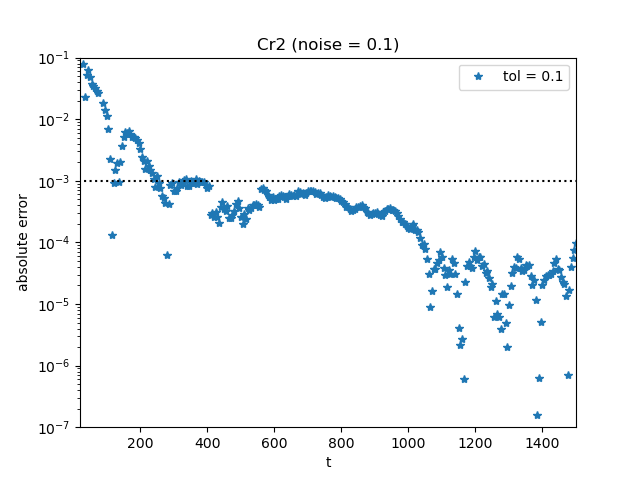 Cr2 (noise = 0.1)
tol = 0.1
absolute error
10⁻¹
10⁻²
10⁻³
10⁻⁴
10⁻⁵
10⁻⁶
10⁻⁷
200 400 600 800 1000 1200 1400
t